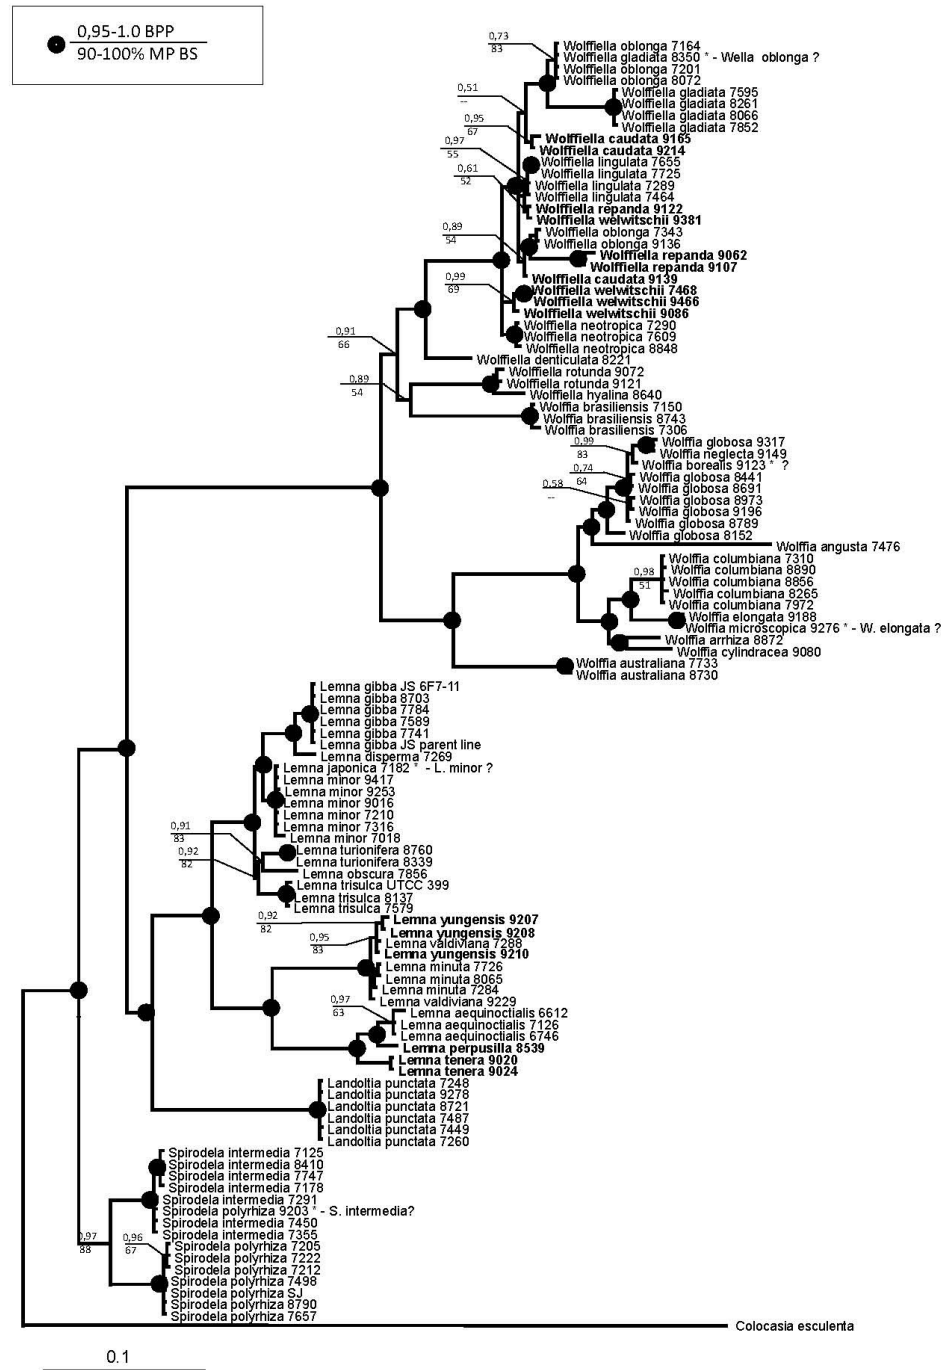 0,95-1.0 BPP
90-100% MP BS
0,73
83
Wolffiella oblonga 7164
Wolffiella gladiata 8350 * - Wella oblonga ?
Wolffiella oblonga 7201
Wolffiella oblonga 8072
0,51
--
Wolffiella gladiata 7595
Wolffiella gladiata 8261
Wolffiella gladiata 8066
Wolffiella gladiata 7852
0,95
67
Wolffiella caudata 9165
Wolffiella caudata 9214
0,97
55
Wolffiella lingulata 7655
Wolffiella lingulata 7725
0,61
52
Wolffiella lingulata 7289
Wolffiella lingulata 7464
Wolffiella repanda 9122
Wolffiella welwitschii 9381
0,89
54
Wolffiella oblonga 7343
Wolffiella oblonga 9136
Wolffiella repanda 9062
Wolffiella repanda 9107
0,99
69
Wolffiella caudata 9139
Wolffiella welwitschii 7468
Wolffiella welwitschii 9466
Wolffiella welwitschii 9086
Wolffiella neotropica 7290
0,91
66
Wolffiella neotropica 7609
Wolffiella neotropica 8848
Wolffiella denticulata 8221
Wolffiella rotunda 9072
0,89
54
Wolffiella rotunda 9121
Wolffiella hyalina 8640
Wolffia brasiliensis 7150
Wolffia brasiliensis 8743
Wolffia brasiliensis 7306
0,99
83
Wolffia globosa 9317
Wolffia neglecta 9149
Wolffia borealis 9123 * ?
0,74
64
Wolffia globosa 8441
Wolffia globosa 8691
0,58
--
Wolffia globosa 8973
Wolffia globosa 9196
Wolffia globosa 8789
Wolffia globosa 8152
Wolffia angusta 7476
Wolffia columbiana 7310
0,98
51
Wolffia columbiana 8890
Wolffia columbiana 8856
Wolffia columbiana 8265
Wolffia columbiana 7972
Wolffia elongata 9188
Wolffia microscopica 9276 * - W. elongata ?
Wolffia arrhiza 8872
Wolffia cylindracea 9080
Wolffia australiana 7733
Wolffia australiana 8730
Lemna gibba JS 6F7-11
Lemna gibba 8703
Lemna gibba 7784
Lemna gibba 7589
Lemna gibba 7741
Lemna gibba JS parent line
Lemna disperma 7269
Lemna japonica 7182 * - L. minor ?
Lemna minor 9417
Lemna minor 9253
Lemna minor 9016
Lemna minor 7210
Lemna minor 7316
Lemna minor 7018
0,91
83
Lemna turionifera 8760
Lemna turionifera 8339
0,92
82
Lemna obscura 7856
Lemna trisulca UTCC 399
Lemna trisulca 8137
Lemna trisulca 7579
0,92
82
Lemna yungensis 9207
Lemna yungensis 9208
0,95
83
Lemna valdiviana 7288
Lemna yungensis 9210
Lemna minuta 7726
Lemna minuta 8065
Lemna minuta 7284
Lemna valdiviana 9229
0,97
63
Lemna aequinoctialis 6612
Lemna aequinoctialis 7126
Lemna aequinoctialis 6746
Lemna perpusilla 8539
Lemna tenera 9020
Lemna tenera 9024
Landoltia punctata 7248
Landoltia punctata 9278
Landoltia punctata 8721
Landoltia punctata 7487
Landoltia punctata 7449
Landoltia punctata 7260
Spirodela intermedia 7125
Spirodela intermedia 8410
Spirodela intermedia 7747
Spirodela intermedia 7178
Spirodela intermedia 7291
Spirodela polyrhiza 9203 * - S. intermedia?
Spirodela intermedia 7450
Spirodela intermedia 7355
0,97
88
0,96
67
Spirodela polyrhiza 7205
Spirodela polyrhiza 7222
Spirodela polyrhiza 7212
Spirodela polyrhiza 7498
Spirodela polyrhiza SJ
Spirodela polyrhiza 8790
Spirodela polyrhiza 7657
Colocasia esculenta
0.1